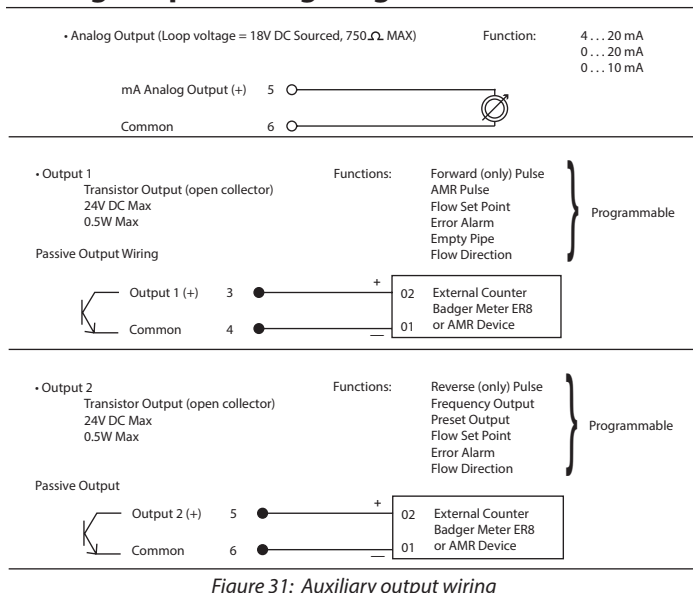 • Analog Output (Loop voltage = 18V DC Sourced, 750Ω MAX) Function: 4 . . . 20 mA
0 . . . 20 mA
0 . . . 10 mA
mA Analog Output (+) 5
Common 6
• Output 1 Functions: Forward (only) Pulse
Transistor Output (open collector) AMR Pulse
24V DC Max Flow Set Point
0.5W Max Error Alarm
Programmable
Empty Pipe
Passive Output Wiring Flow Direction
Output 1 (+) 3 + 02 External Counter
Badger Meter ER8
Common 4 — 01 or AMR Device
• Output 2 Functions: Reverse (only) Pulse
Transistor Output (open collector) Frequency Output
24V DC Max Preset Output
0.5W Max Flow Set Point
Programmable
Error Alarm
Flow Direction
Passive Output
Output 2 (+) 5 + 02 External Counter
Badger Meter ER8
Common 6 — 01 or AMR Device
Figure 31: Auxiliary output wiring